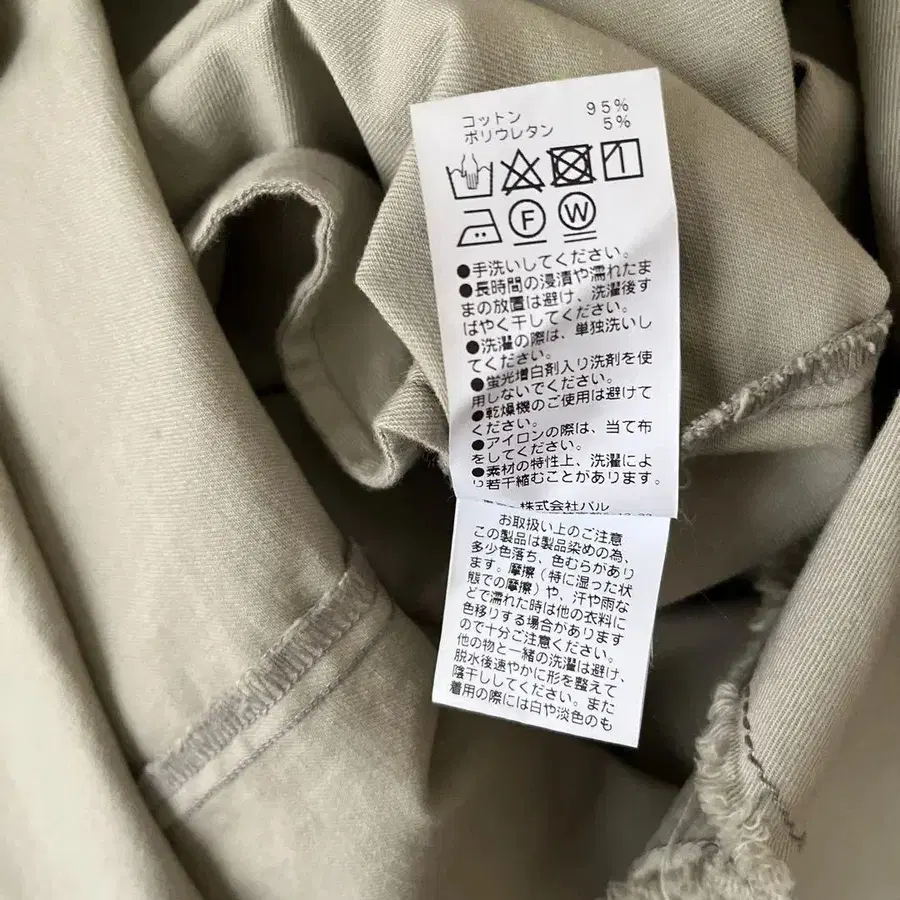 コットン 95%
ポリウレタン 5%
F W
●手洗いしてください。
●長時間の浸漬や濡れたま
まの放置は避け、洗濯後す
ばやく干してください。
●洗濯の際は、単独洗いし
てください。
●蛍光増白剤入り洗剤を使
用しないでください。
●乾燥機のご使用は避けて
ください。
●アイロンの際は、当て布
をしてください。
●素材の特性上、洗濯によ
り若干縮むことがあります。
株式会社パル
お取扱い上のご注意
この製品は製品染めの為、
多少色落ち、色むらがあり
ます。摩擦(特に湿った状
態での摩擦)や、汗や雨な
どで濡れた時は他の衣料に
色移りする場合があります
ので十分ご注意ください。
他の物と一緒の洗濯は避け、
脱水後速やかに形を整えて
陰干ししてください。また
着用の際には白や淡色のも